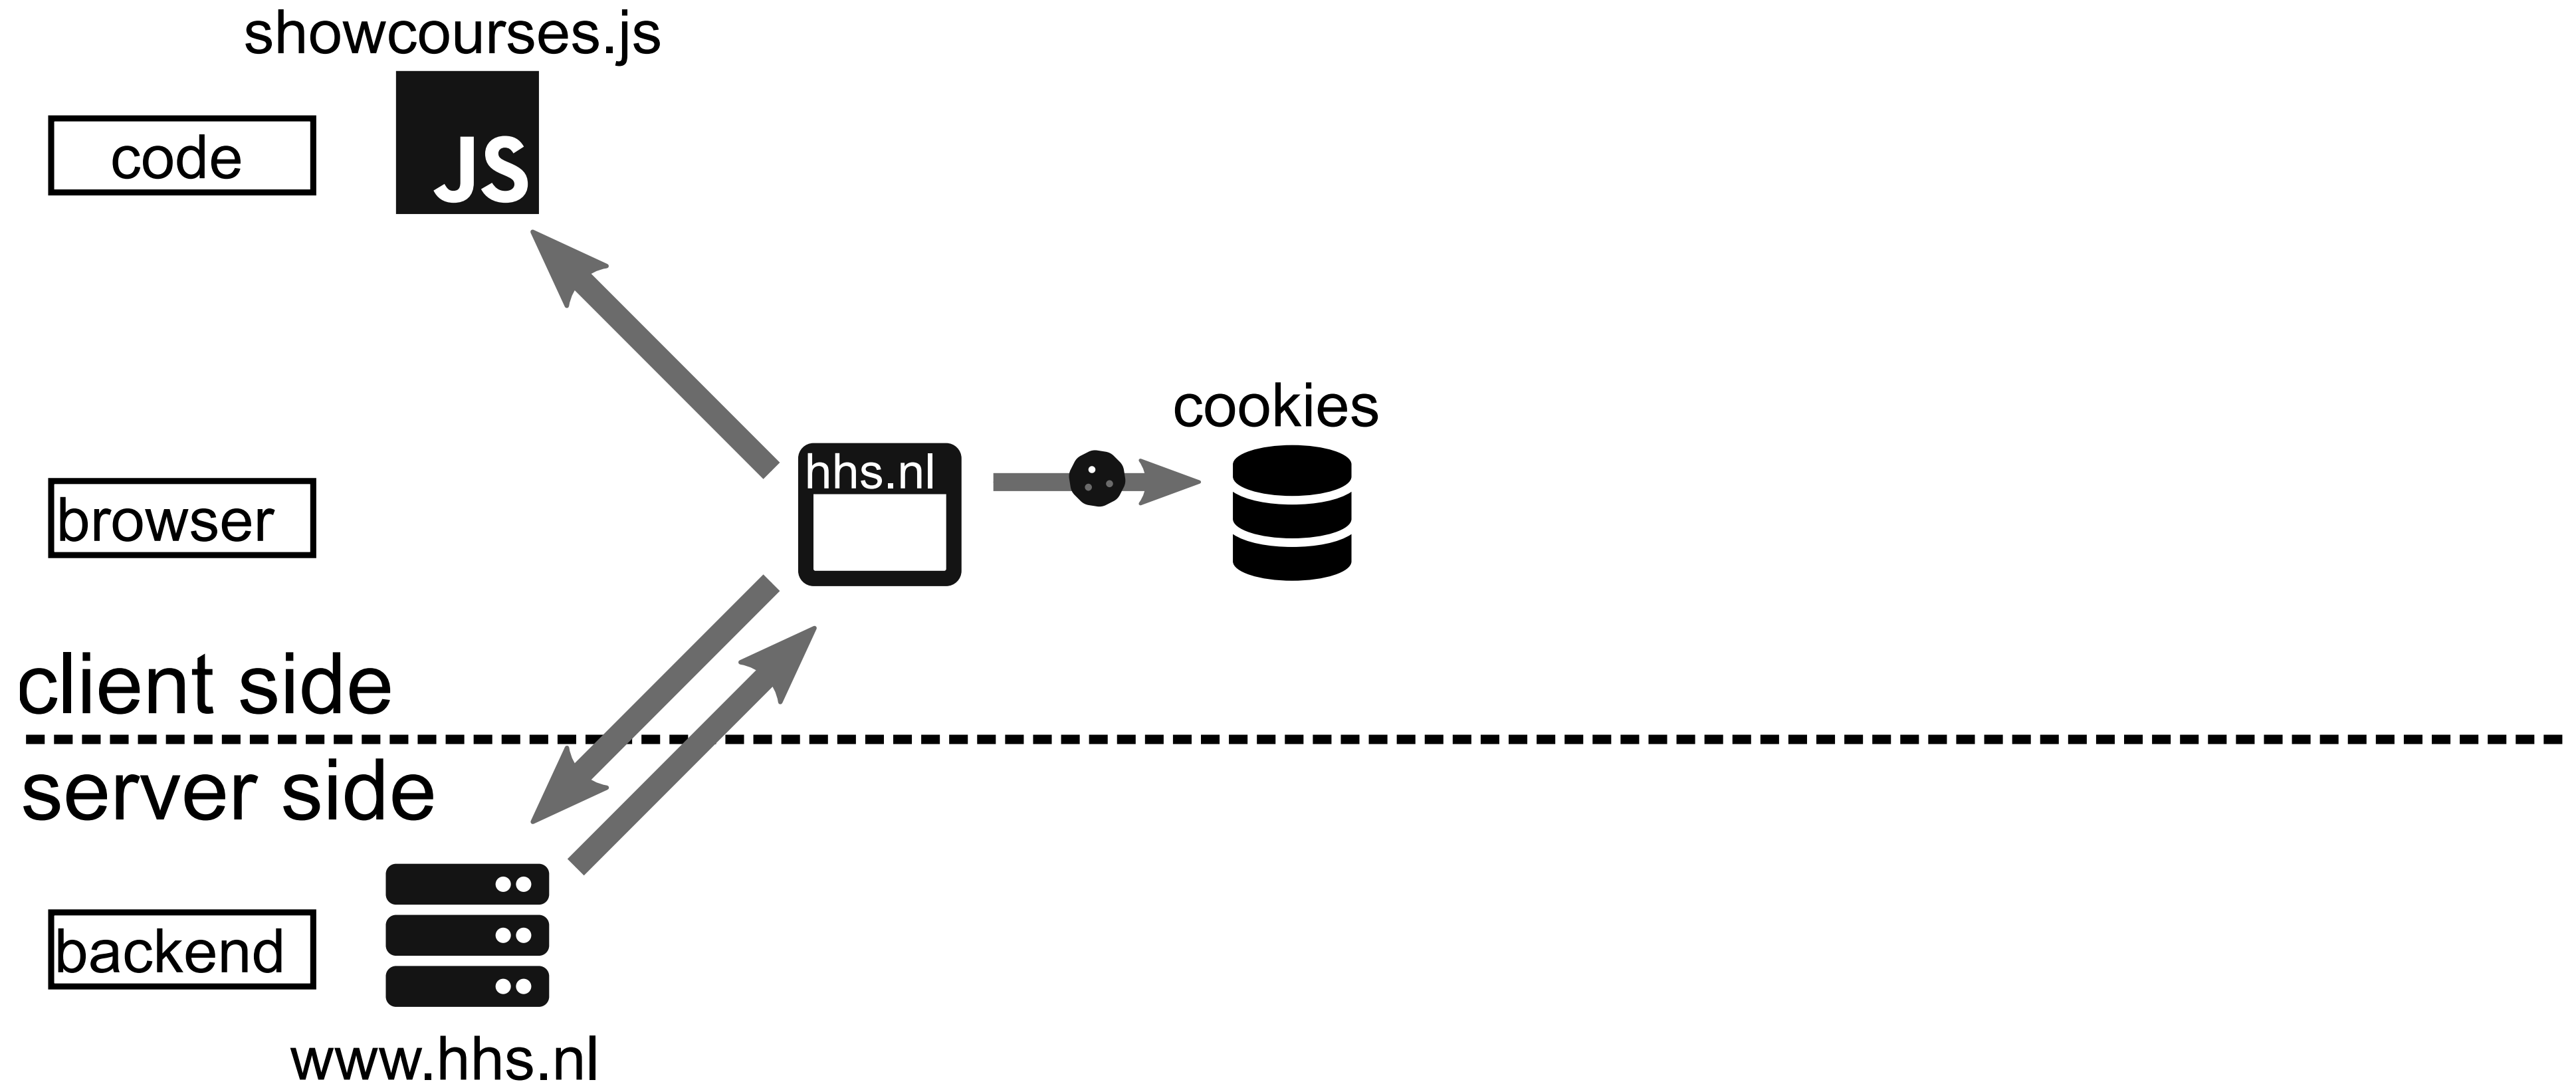 showcourses.js
JS
code
cookies
hhs.nl
browser
client side
server side
backend
www.hhs.nl